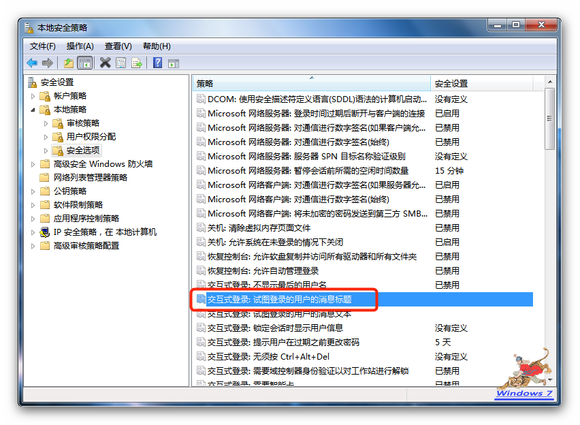 本地安全策略
文件(F) 操作(A) 查看(V) 帮助(H)
安全设置
帐户策略
本地策略
审核策略
用户权限分配
安全选项
高级安全 Windows 防火墙
网络列表管理器策略
公钥策略
软件限制策略
应用程序控制策略
IP 安全策略，在 本地计算机
高级审核策略配置
策略 安全设置
DCOM: 使用安全描述符定义语言(SDDL)语法的计算机启动... 没有定义
Microsoft 网络服务器: 登录时间过期后断开与客户端的连接 已启用
Microsoft 网络服务器: 对通信进行数字签名(如果客户端允... 已禁用
Microsoft 网络服务器: 对通信进行数字签名(始终) 已禁用
Microsoft 网络服务器: 服务器 SPN 目标名称验证级别 没有定义
Microsoft 网络服务器: 暂停会话前所需的空闲时间数量 15 分钟
Microsoft 网络客户端: 对通信进行数字签名(如果服务器允... 已启用
Microsoft 网络客户端: 对通信进行数字签名(始终) 已禁用
Microsoft 网络客户端: 将未加密的密码发送到第三方 SMB... 已禁用
关机: 清除虚拟内存页面文件 已禁用
关机: 允许系统在未登录的情况下关闭 已启用
恢复控制台: 允许软盘复制并访问所有驱动器和所有文件夹 已禁用
恢复控制台: 允许自动管理登录 已禁用
交互式登录: 不显示最后的用户名 已禁用
交互式登录: 试图登录的用户的消息标题
交互式登录: 试图登录的用户的消息文本
交互式登录: 锁定会话时显示用户信息 没有定义
交互式登录: 提示用户在过期之前更改密码 5 天
交互式登录: 无须按 Ctrl+Alt+Del 没有定义
交互式登录: 需要域控制器身份验证以对工作站进行解锁 已禁用
交互式登录: 需要智能卡 已禁用
Windows 7